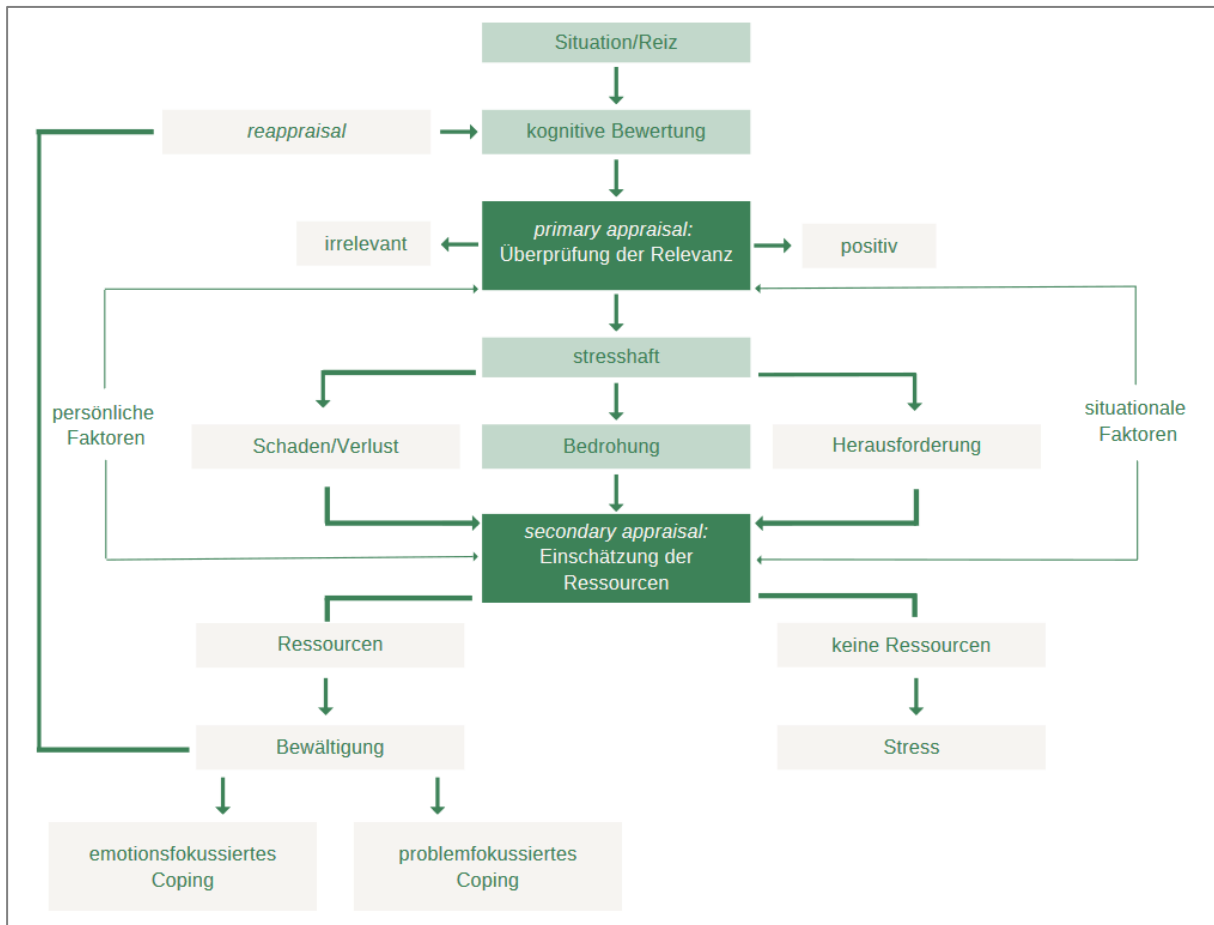 Situation/Reiz
reappraisal
kognitive Bewertung
primary appraisal:
Überprüfung der Relevanz
irrelevant
positiv
stresshaft
persönliche
Faktoren
situationale
Faktoren
Schaden/Verlust
Bedrohung
Herausforderung
secondary appraisal:
Einschätzung der
Ressourcen
Ressourcen
keine Ressourcen
Bewältigung
Stress
emotionsfokussiertes
Coping
problemfokussiertes
Coping